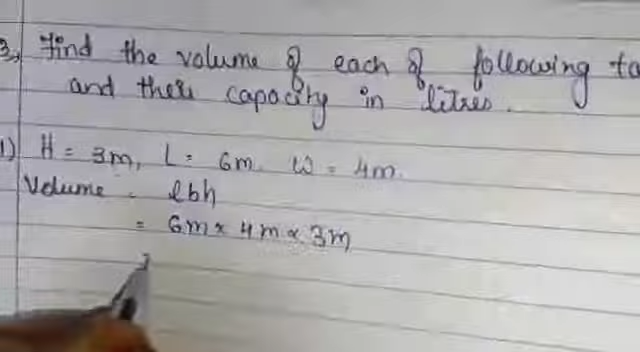 3, Find the volume of each of following ta
and their capacity in litres.
1) H = 3m, L = 6m. W = 4m.
Volume = lbh
= 6m × 4m × 3m
=